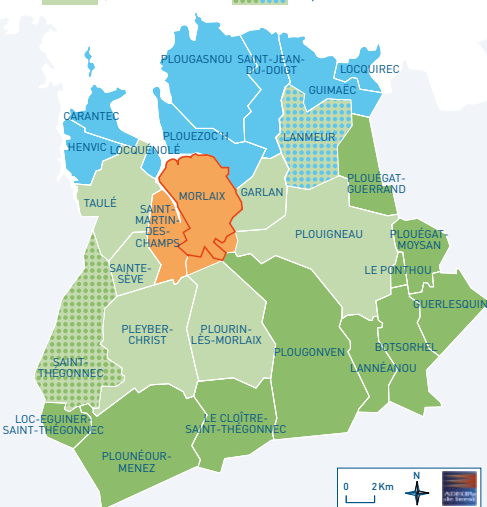 PLOUGASNOU
SAINT-JEAN-
DU-DOIGT
LOCQUIREC
GUIMAËC
CARANTEC
PLOUEZOC'H
LANMEUR
HENVIC
LOCQUÉNOLÉ
PLOUÉGAT-
GUERRAND
MORLAIX
GARLAN
TAULÉ
SAINT-
MARTIN-
DES-
CHAMPS
PLOUIGNEAU
PLOUÉGAT-
MOYSAN
SAINTE-
SÈVE
LE PONTHOU
GUERLESQUIN
PLEYBER-
CHRIST
PLOURIN-
LÈS-MORLAIX
PLOUGONVEN
BOTSORHEL
SAINT-
THÉGONNEC
LANNÉANOU
LOC-EGUINER-
SAINT-THÉGONNEC
LE CLOÎTRE-
SAINT-THÉGONNEC
PLOUNÉOUR-
MENEZ
0 2 Km
N